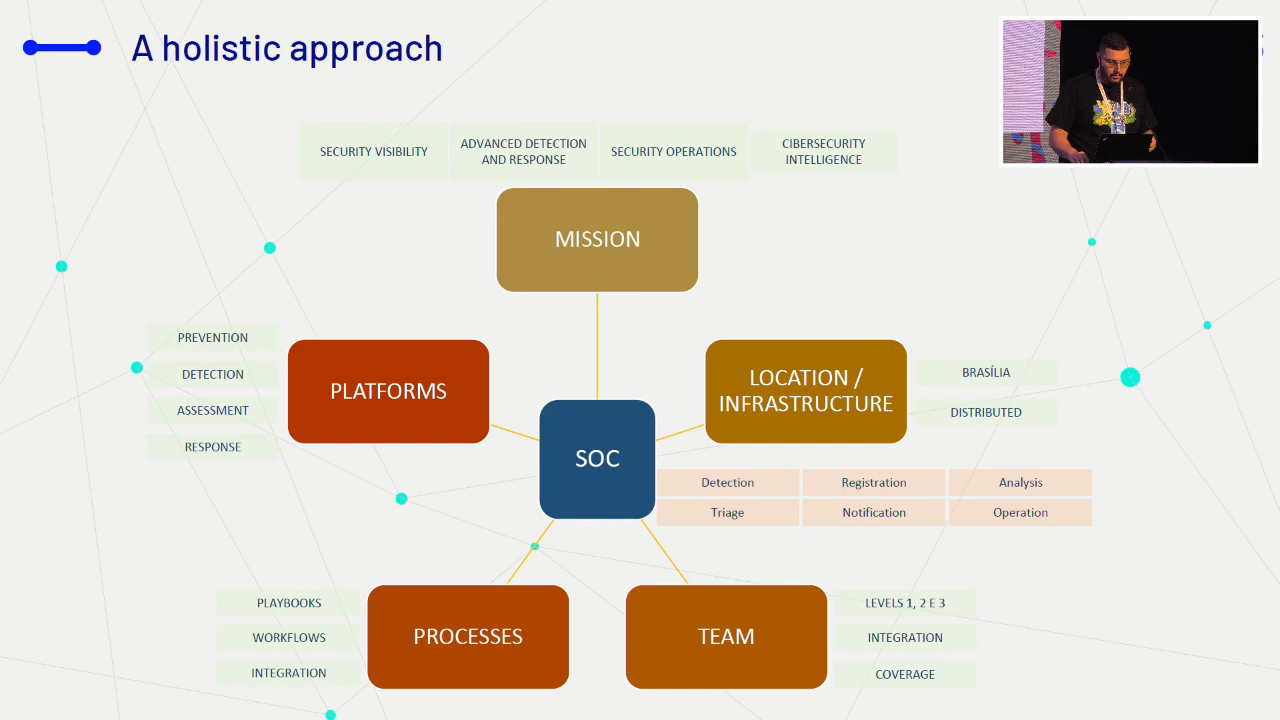 A holistic approach
SECURITY VISIBILITY
ADVANCED DETECTION
AND RESPONSE
SECURITY OPERATIONS
CIBERSECURITY
INTELLIGENCE
MISSION
PREVENTION
DETECTION
ASSESSMENT
RESPONSE
PLATFORMS
LOCATION /
INFRASTRUCTURE
BRASÍLIA
DISTRIBUTED
SOC
Detection
Registration
Analysis
Triage
Notification
Operation
PLAYBOOKS
WORKFLOWS
INTEGRATION
PROCESSES
TEAM
LEVELS 1, 2 E 3
INTEGRATION
COVERAGE